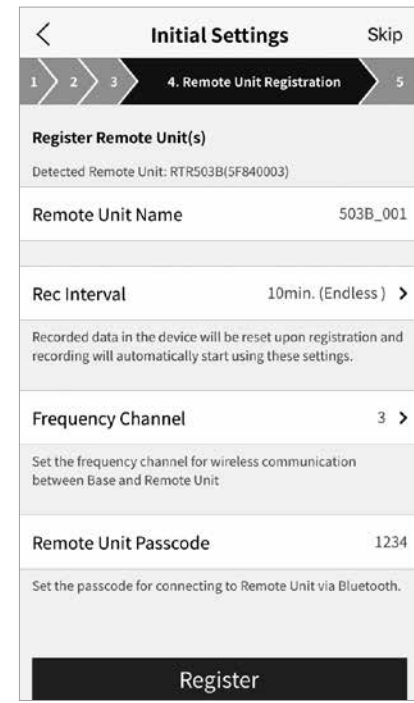 Initial Settings Skip
1 2 3 4. Remote Unit Registration 5
Register Remote Unit(s)
Detected Remote Unit: RTR503B(5F840003)
Remote Unit Name 503B_001
Rec Interval 10min. (Endless )
Recorded data in the device will be reset upon registration and
recording will automatically start using these settings.
Frequency Channel 3
Set the frequency channel for wireless communication
between Base and Remote Unit
Remote Unit Passcode 1234
Set the passcode for connecting to Remote Unit via Bluetooth.
Register